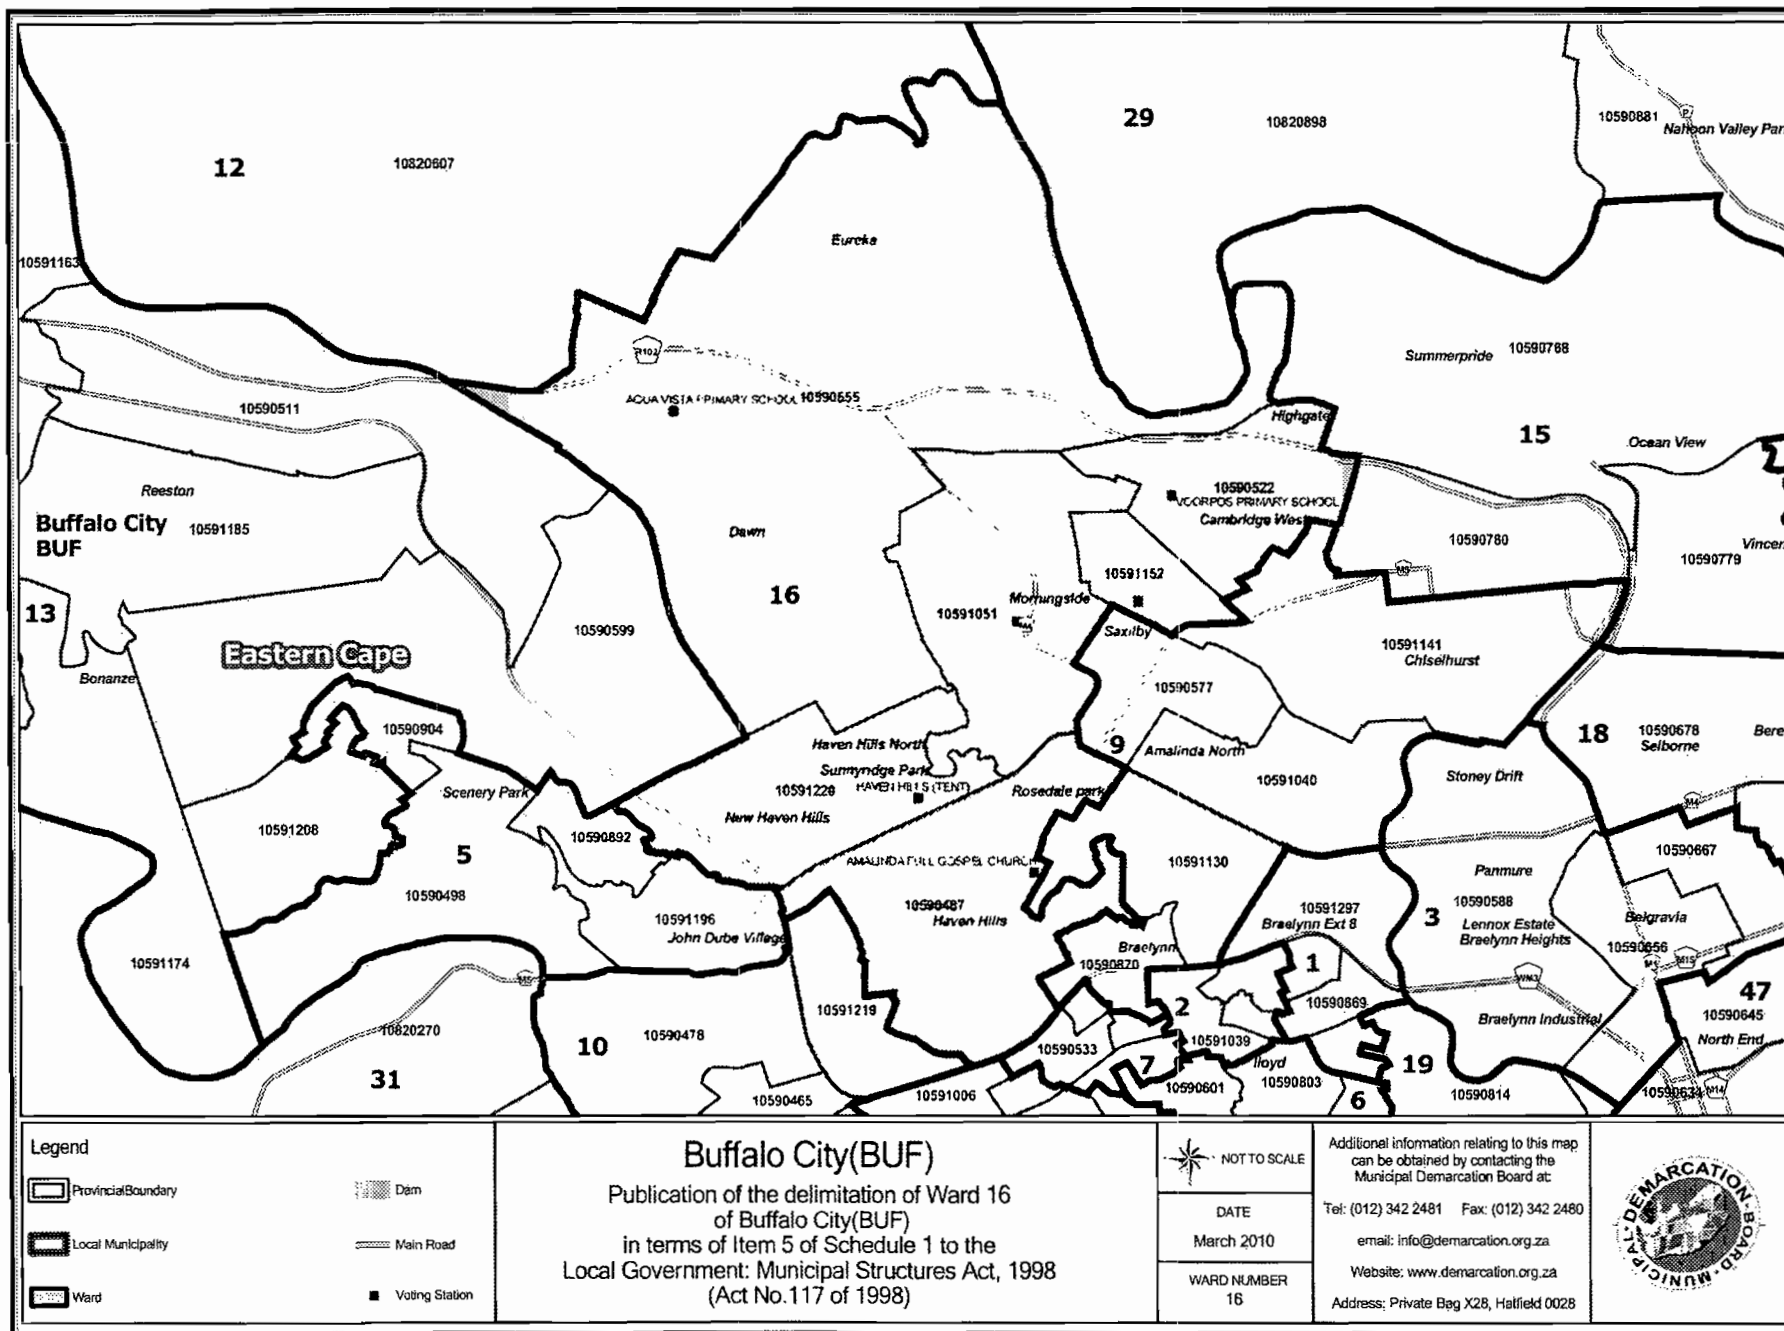 29
10820898
10590881
Nahoon Valley Par
12
10820607
Eureka
10591163
R102
Summerpride
10590768
AQUA VISTA PRIMARY SCHOOL
10590655
10590511
Highgate
15
Ocean View
Reeston
10591185
Buffalo City
BUF
Dawn
10590522
VOORPOS PRIMARY SCHOOL
Cambridge West
10590780
10590779
Vincen
13
16
10591152
M5
10591051
Morningside
10590599
Saxilby
Eastern Cape
10591141
Chiselhurst
Bonanze
10590577
10590904
Haven Hills North
9
Amalinda North
18
10590678
Selborne
Bere
Sunnyridge Park
10591228
HAVEN HILLS (TENT)
Rosedale park
10591040
Stoney Drift
Scenery Park
New Haven Hills
M4
10591208
10590892
5
AMALINDA FULL GOSPEL CHURCH
10591130
10590667
Panmure
10590498
10590487
Haven Hills
10591297
Braelynn Ext 8
3
10590588
Lennox Estate
Braelynn Heights
Belgravia
10591196
John Dube Village
Braelynn
10590656
10591174
10590870
1
M15
47
10591219
2
10590869
10590645
North End
10820270
10
10590478
10590533
10591039
Braelynn Industrial
31
7
lloyd
19
10590465
10591006
10590601
10590803
6
10590814
10590634
M14
Legend
Provincial Boundary
Dam
Local Municipality
Main Road
Ward
Voting Station
Buffalo City(BUF)
Publication of the delimitation of Ward 16
of Buffalo City(BUF)
in terms of Item 5 of Schedule 1 to the
Local Government: Municipal Structures Act, 1998
(Act No.117 of 1998)
NOT TO SCALE
DATE
March 2010
WARD NUMBER
16
Additional information relating to this map
can be obtained by contacting the
Municipal Demarcation Board at:
Tel: (012) 342 2481 Fax: (012) 342 2480
email: info@demarcation.org.za
Website: www.demarcation.org.za
Address: Private Bag X28, Hatfield 0028
MUNICIPAL DEMARCATION BOARD